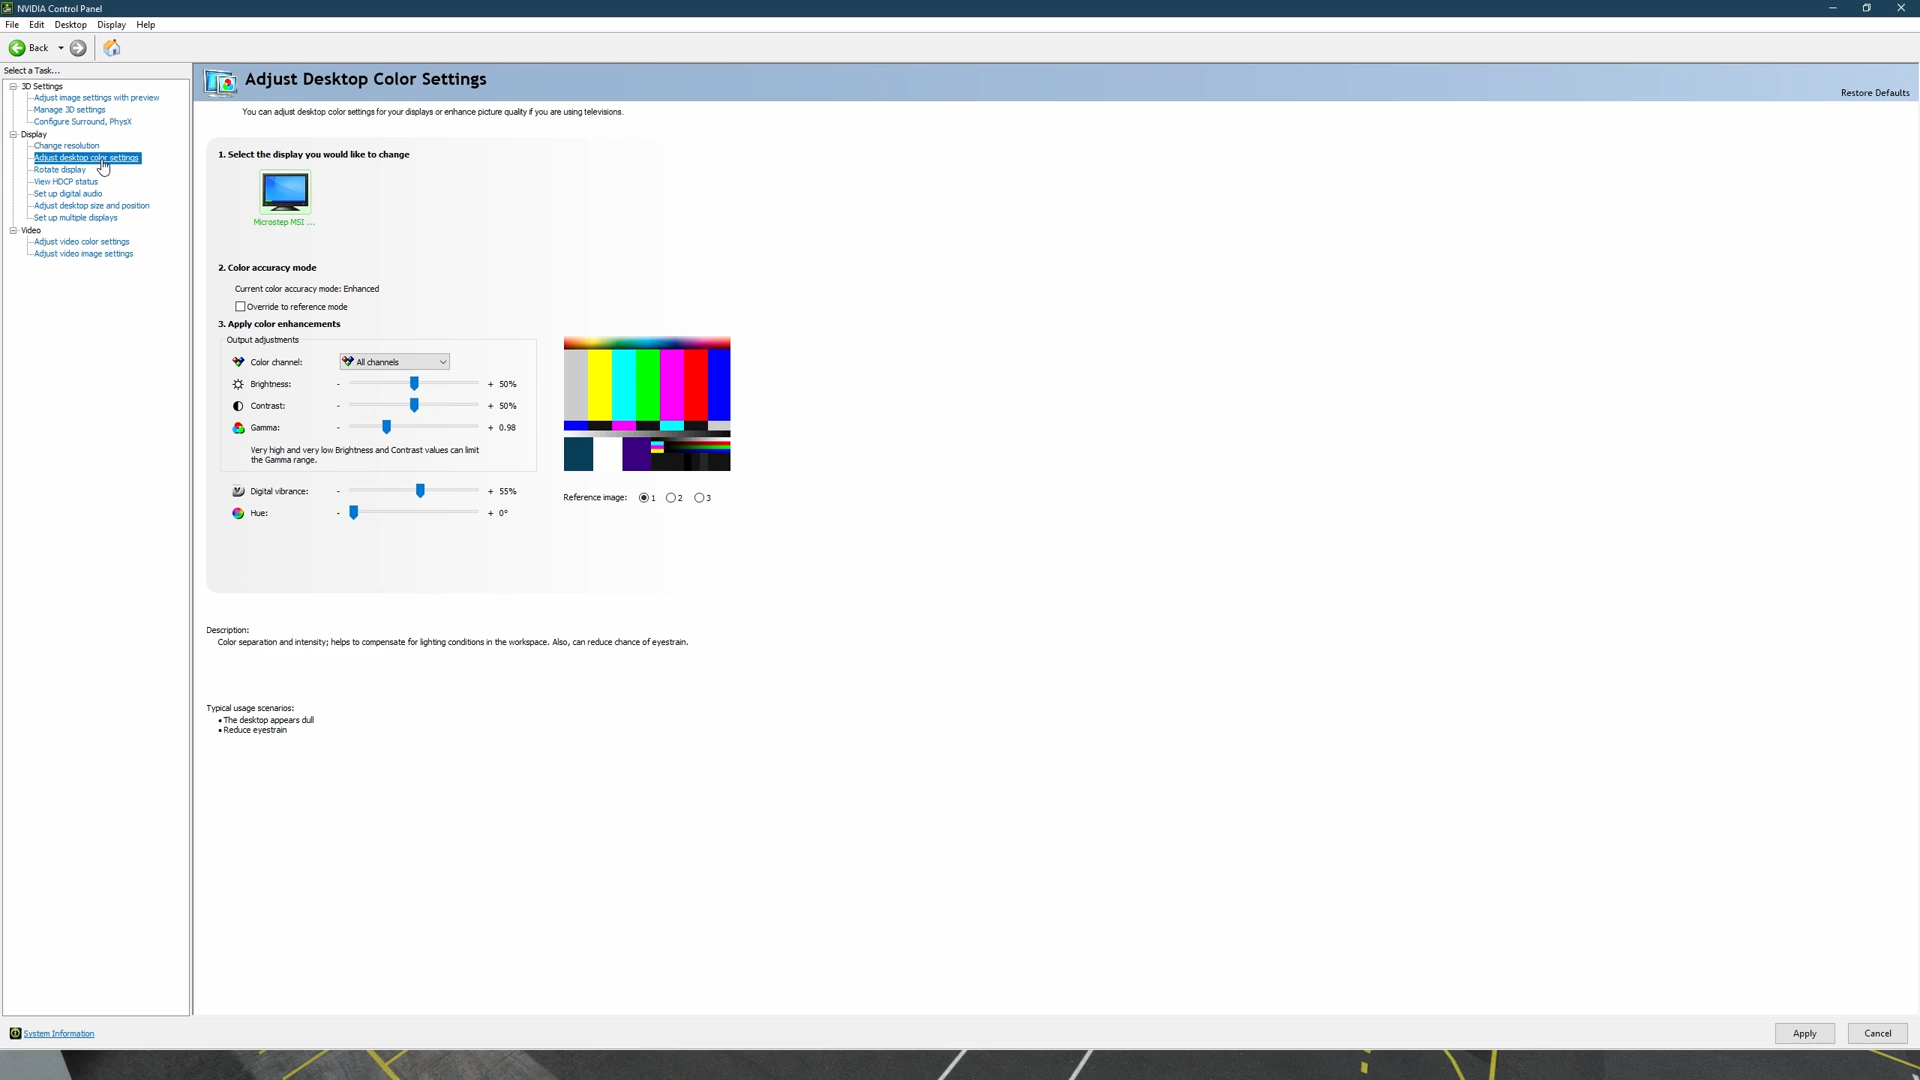 NVIDIA Control Panel
File Edit Desktop Display Help
Back
Select a Task...
3D Settings
Adjust image settings with preview
Manage 3D settings
Configure Surround, PhysX
Display
Change resolution
Adjust desktop color settings
Rotate display
View HDCP status
Set up digital audio
Adjust desktop size and position
Set up multiple displays
Video
Adjust video color settings
Adjust video image settings
System Information
Adjust Desktop Color Settings
Restore Defaults
You can adjust desktop color settings for your displays or enhance picture quality if you are using televisions.
1. Select the display you would like to change
Microstep MSI ...
2. Color accuracy mode
Current color accuracy mode: Enhanced
Override to reference mode
3. Apply color enhancements
Output adjustments
Color channel: All channels
Brightness: - + 50%
Contrast: - + 50%
Gamma: - + 0.98
Very high and very low Brightness and Contrast values can limit
the Gamma range.
Digital vibrance: - + 55%
Hue: - + 0°
Reference image: 1 2 3
Description:
Color separation and intensity; helps to compensate for lighting conditions in the workspace. Also, can reduce chance of eyestrain.
Typical usage scenarios:
• The desktop appears dull
• Reduce eyestrain
Apply Cancel